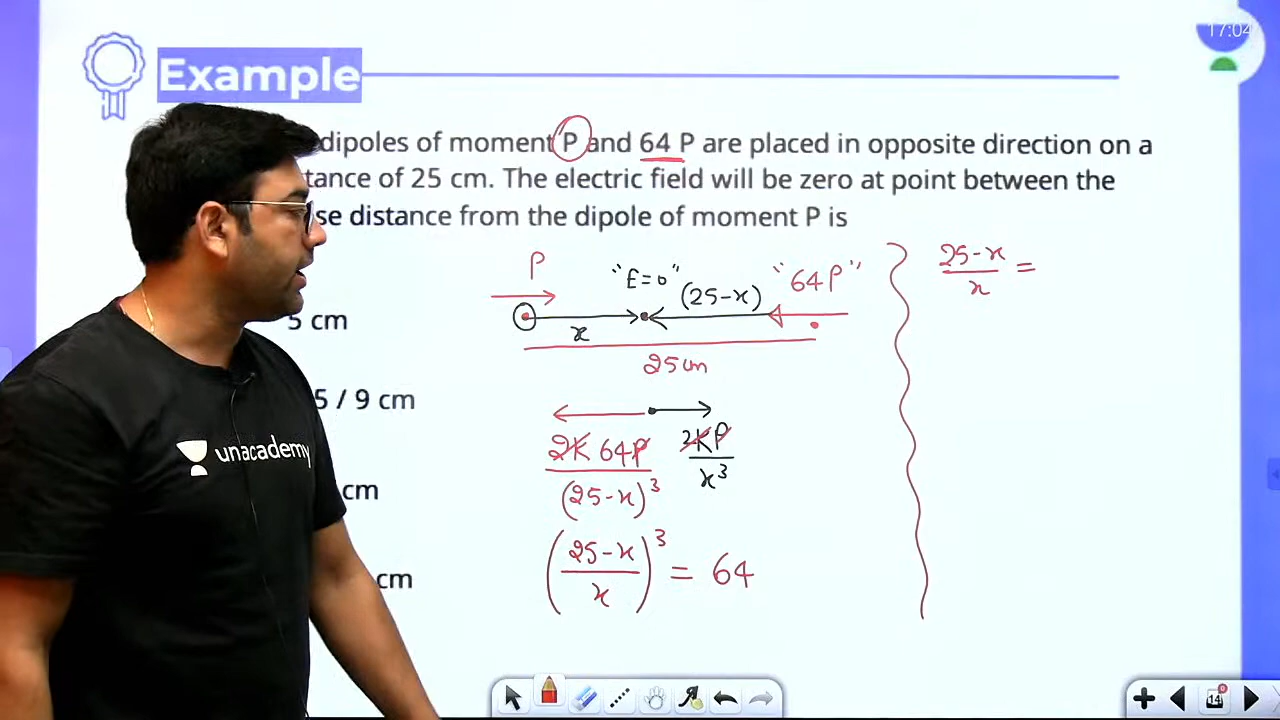 17:04
Example
dipoles of moment P and 64 P are placed in opposite direction on a
tance of 25 cm. The electric field will be zero at point between the
se distance from the dipole of moment P is
P
"E=0"
(25-x)
"64P"
x
25cm
25-x/x =
5 cm
5 / 9 cm
cm
cm
2K 64P/(25-x)³
2KP/x³
((25-x)/x)³ = 64
unacademy
14